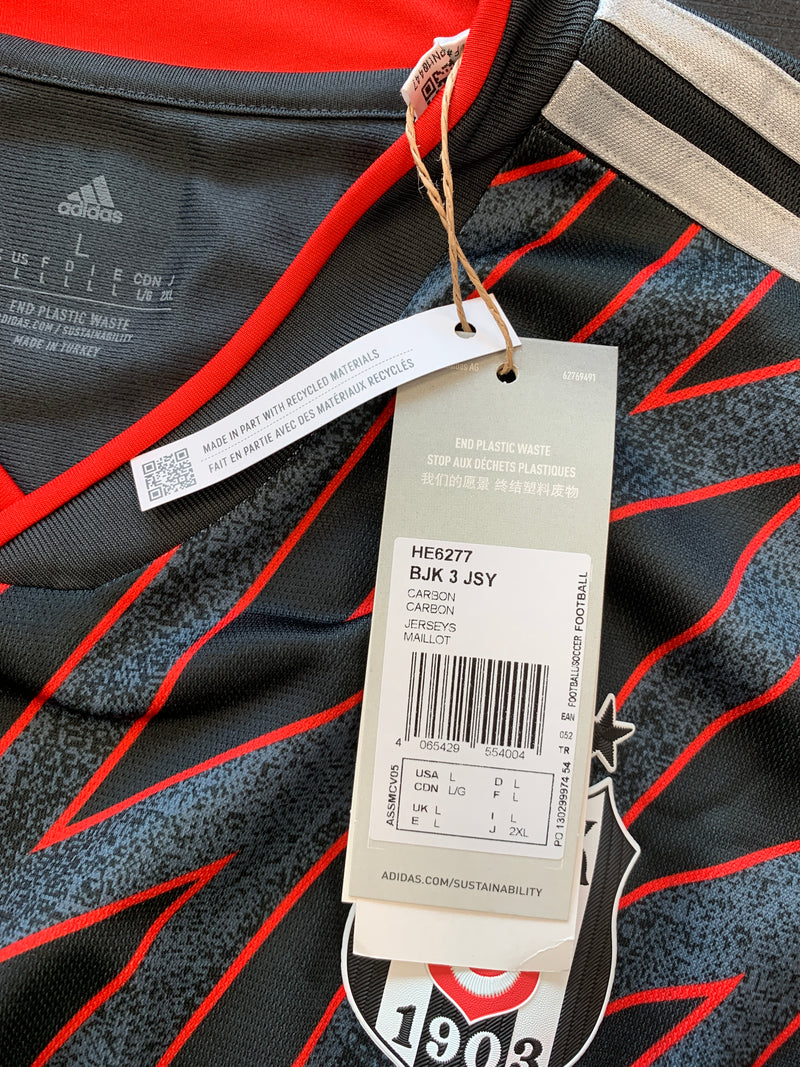 adidas
L
US F D I E CDN J
L L L L L L/G 2XL
END PLASTIC WASTE
ADIDAS.COM/SUSTAINABILITY
MADE IN TURKEY
MADE IN PART WITH RECYCLED MATERIALS
FAIT EN PARTIE AVEC DES MATÉRIAUX RECYCLÉS
AG
62769491
END PLASTIC WASTE
STOP AUX DÉCHETS PLASTIQUES
我们的愿景 终结塑料废物
HE6277
BJK 3 JSY
CARBON
CARBON
JERSEYS
MAILLOT
FOOTBALL/SOCCER FOOTBALL
EAN
052
TR
PO 130299974 54
4 065429 554004
ASSMCV05
USA L D L
CDN L/G F L
UK L I L
E L J 2XL
ADIDAS.COM/SUSTAINABILITY
K
1903